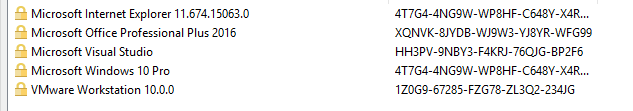 Microsoft Internet Explorer 11.674.15063.0 4T7G4-4NG9W-WP8HF-C648Y-X4R...
Microsoft Office Professional Plus 2016 XQNVK-8JYDB-WJ9W3-YJ8YR-WFG99
Microsoft Visual Studio HH3PV-9NBY3-F4KRJ-76QJG-BP2F6
Microsoft Windows 10 Pro 4T7G4-4NG9W-WP8HF-C648Y-X4R...
VMware Workstation 10.0.0 1Z0G9-67285-FZG78-ZL3Q2-234JG